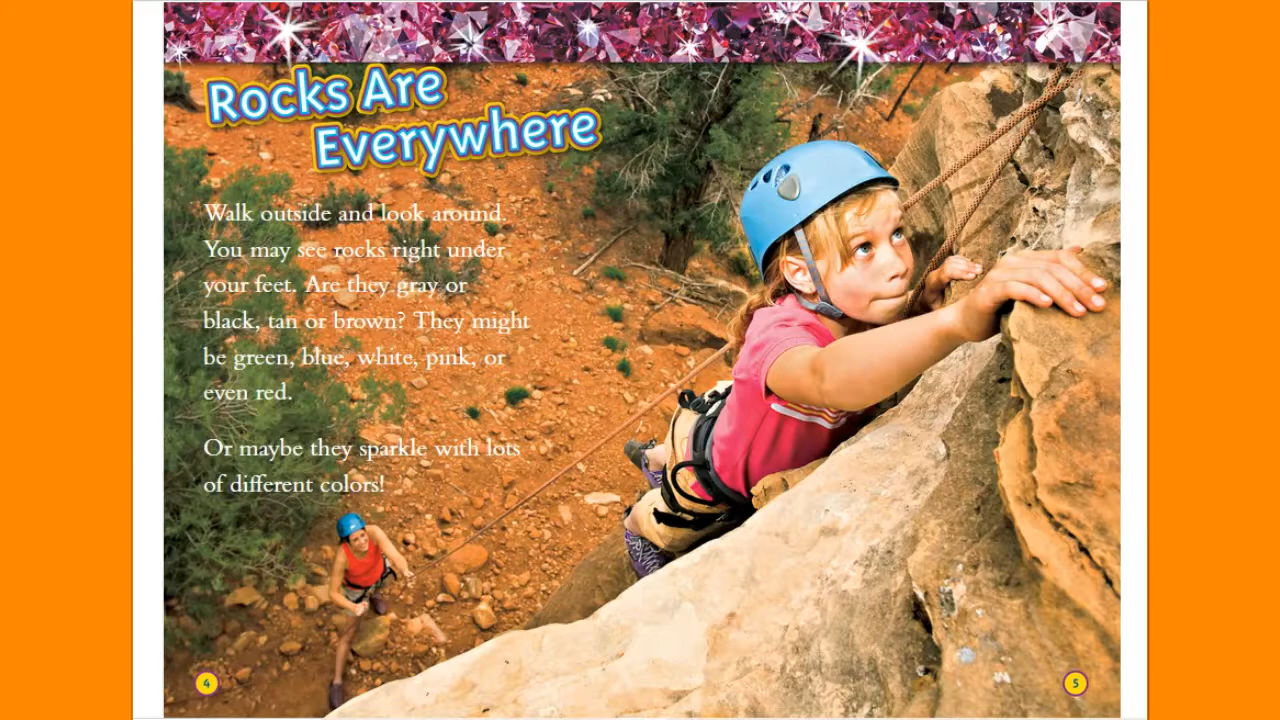 Rocks Are
Everywhere
Walk outside and look around.
You may see rocks right under
your feet. Are they gray or
black, tan or brown? They might
be green, blue, white, pink, or
even red.
Or maybe they sparkle with lots
of different colors!
4
5